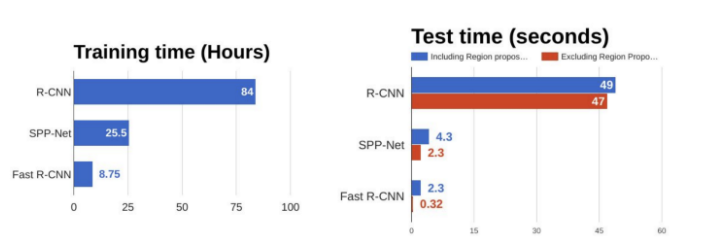 Training time (Hours)
R-CNN 84
SPP-Net 25.5
Fast R-CNN 8.75
0 25 50 75 100
Test time (seconds)
Including Region propos... Excluding Region Propo...
R-CNN 49
47
SPP-Net 4.3
2.3
Fast R-CNN 2.3
0.32
0 15 30 45 60